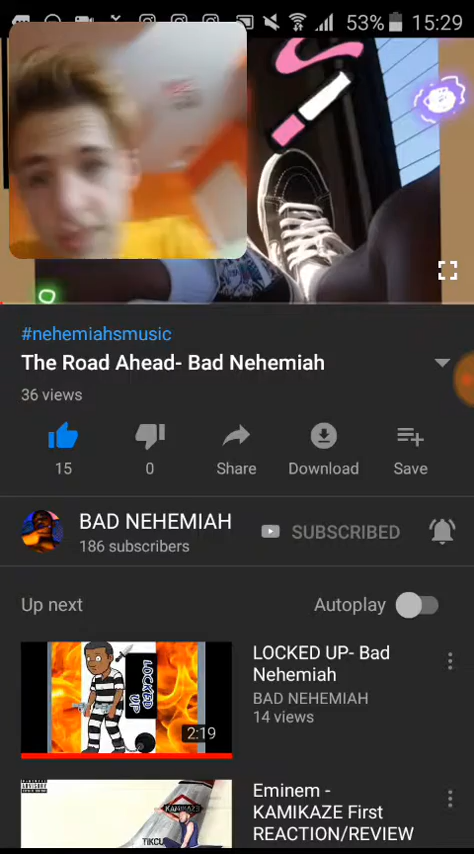 53% 15:29
#nehemiahsmusic
The Road Ahead- Bad Nehemiah
36 views
15 0 Share Download Save
BAD NEHEMIAH
SUBSCRIBED
186 subscribers
Up next Autoplay
LOCKED UP
2:19
LOCKED UP- Bad
Nehemiah
BAD NEHEMIAH
14 views
KAMIKAZE
TIKCU
Eminem -
KAMIKAZE First
REACTION/REVIEW